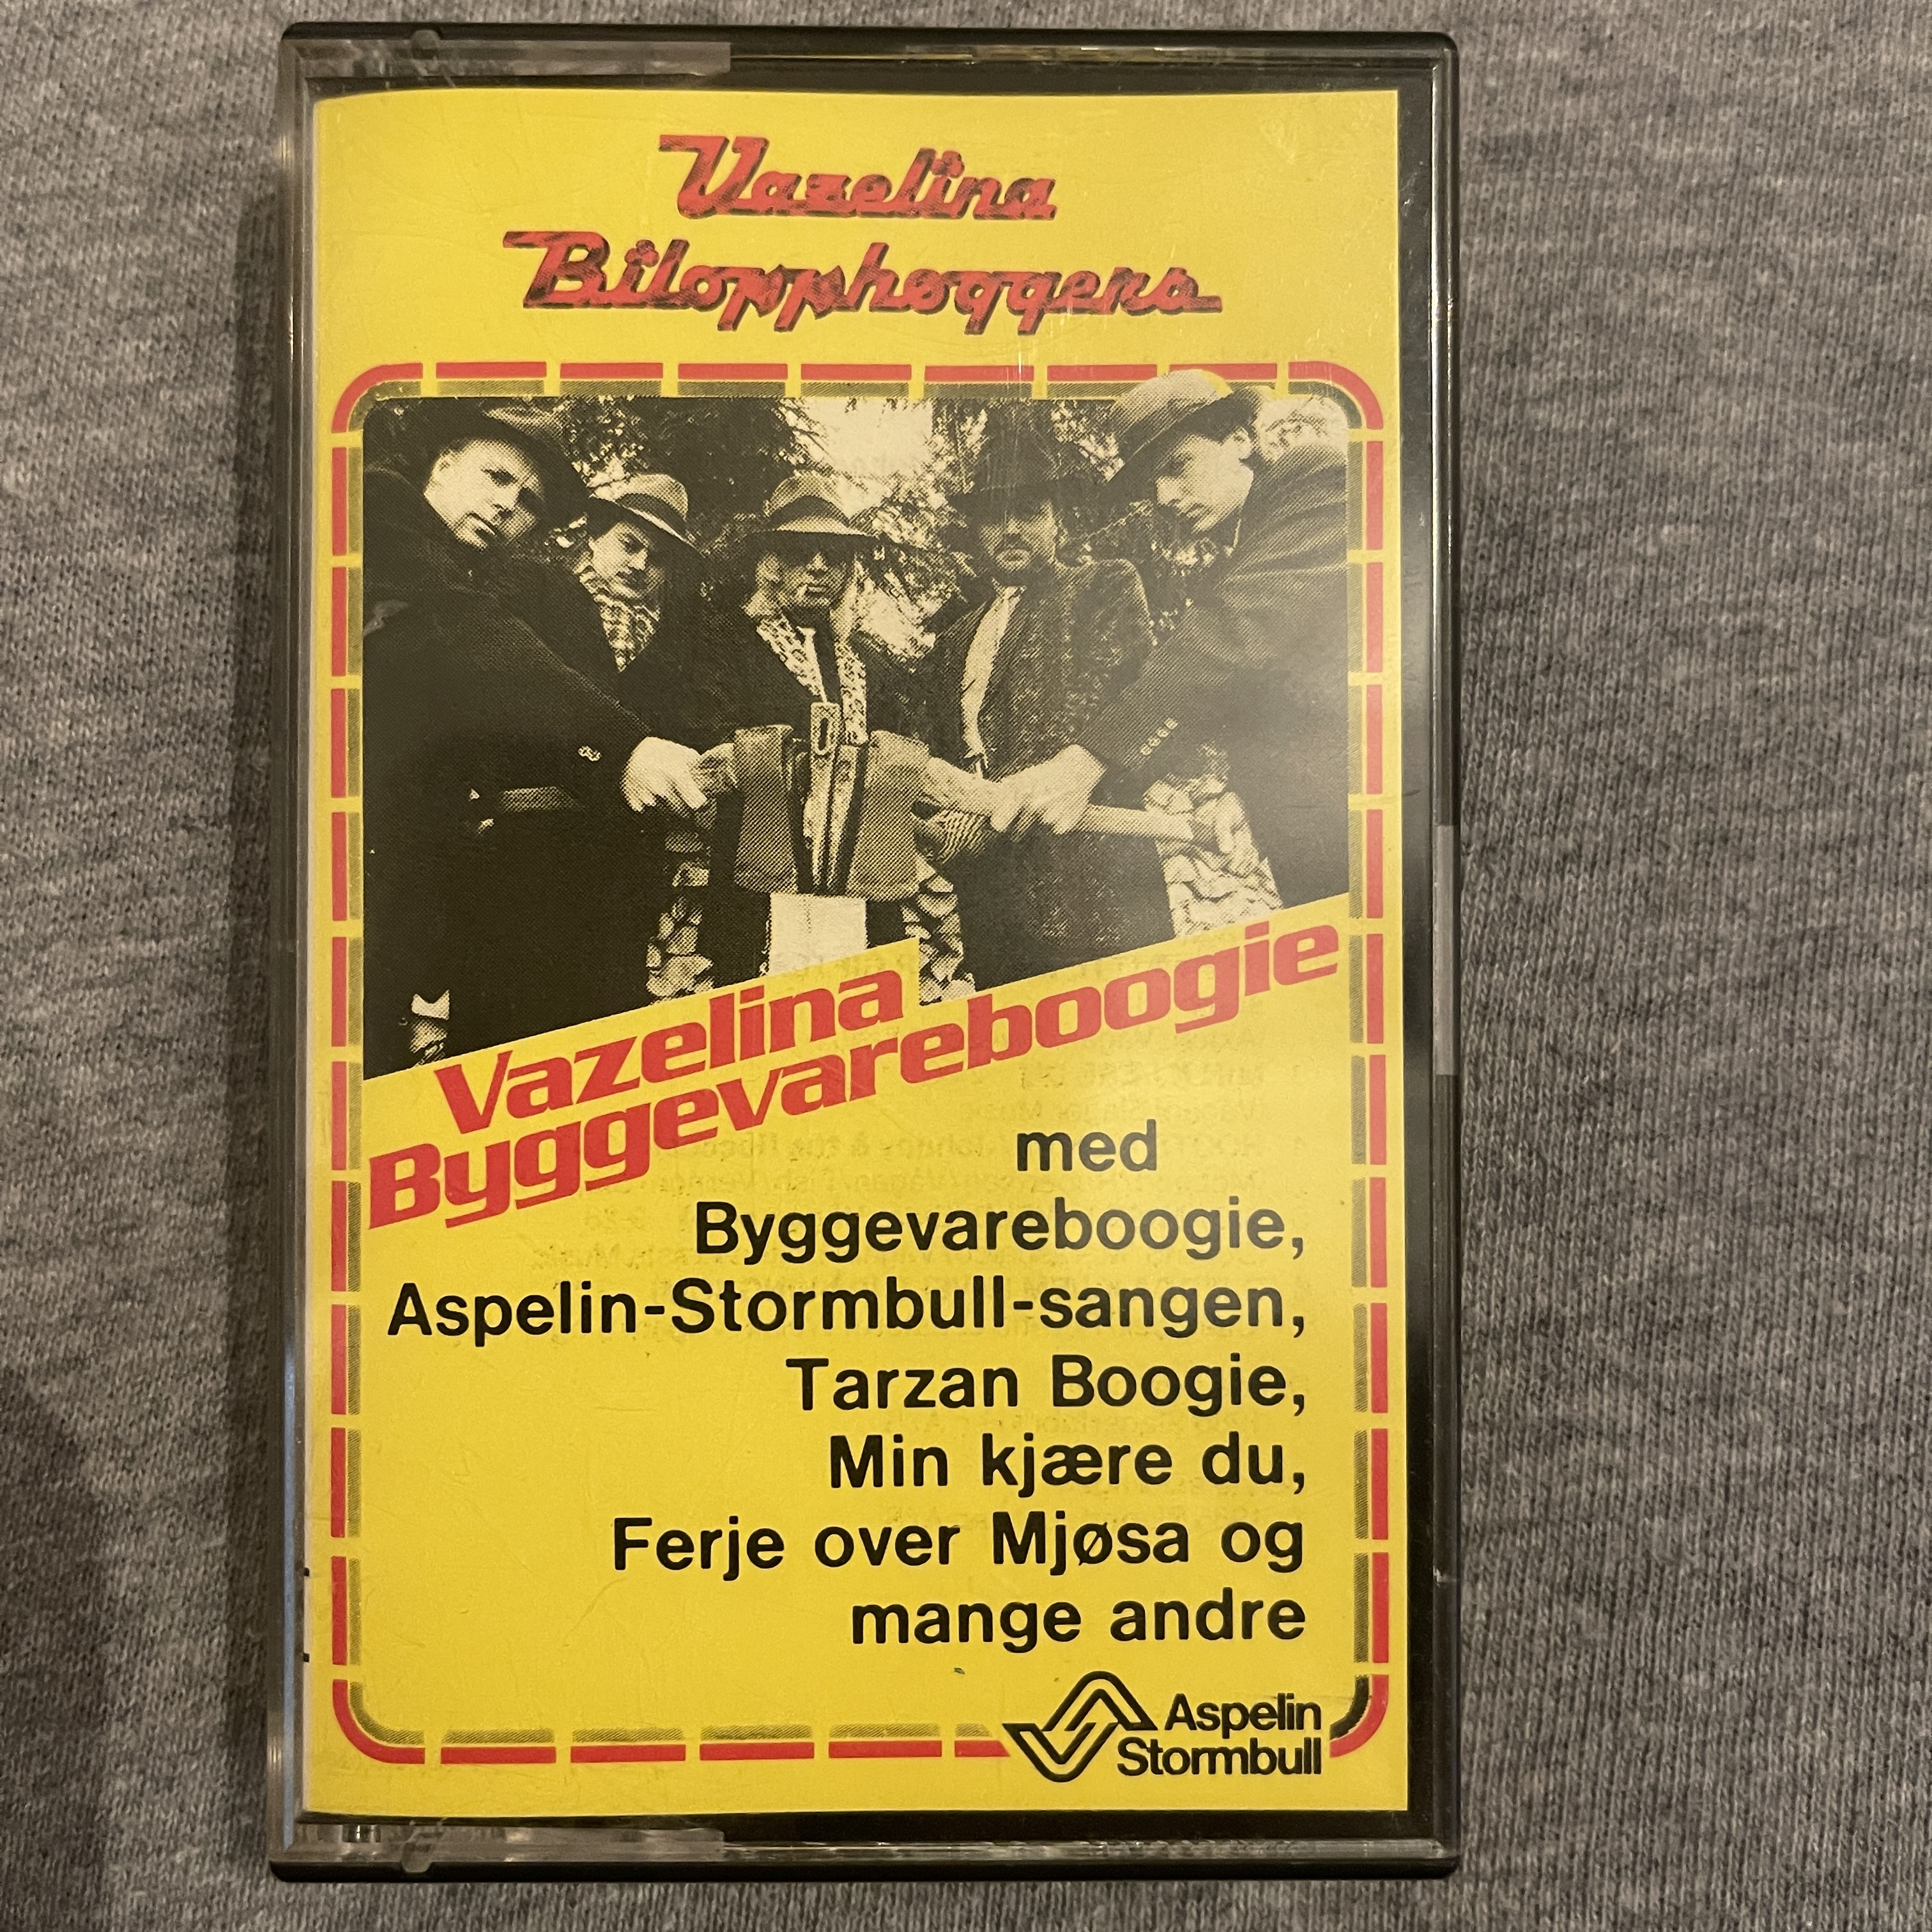 Vazelina
Bilopphøggers
Vazelina
Byggevareboogie
med
Byggevareboogie,
Aspelin-Stormbull-sangen,
Tarzan Boogie,
Min kjære du,
Ferje over Mjøsa og
mange andre
Aspelin
Stormbull